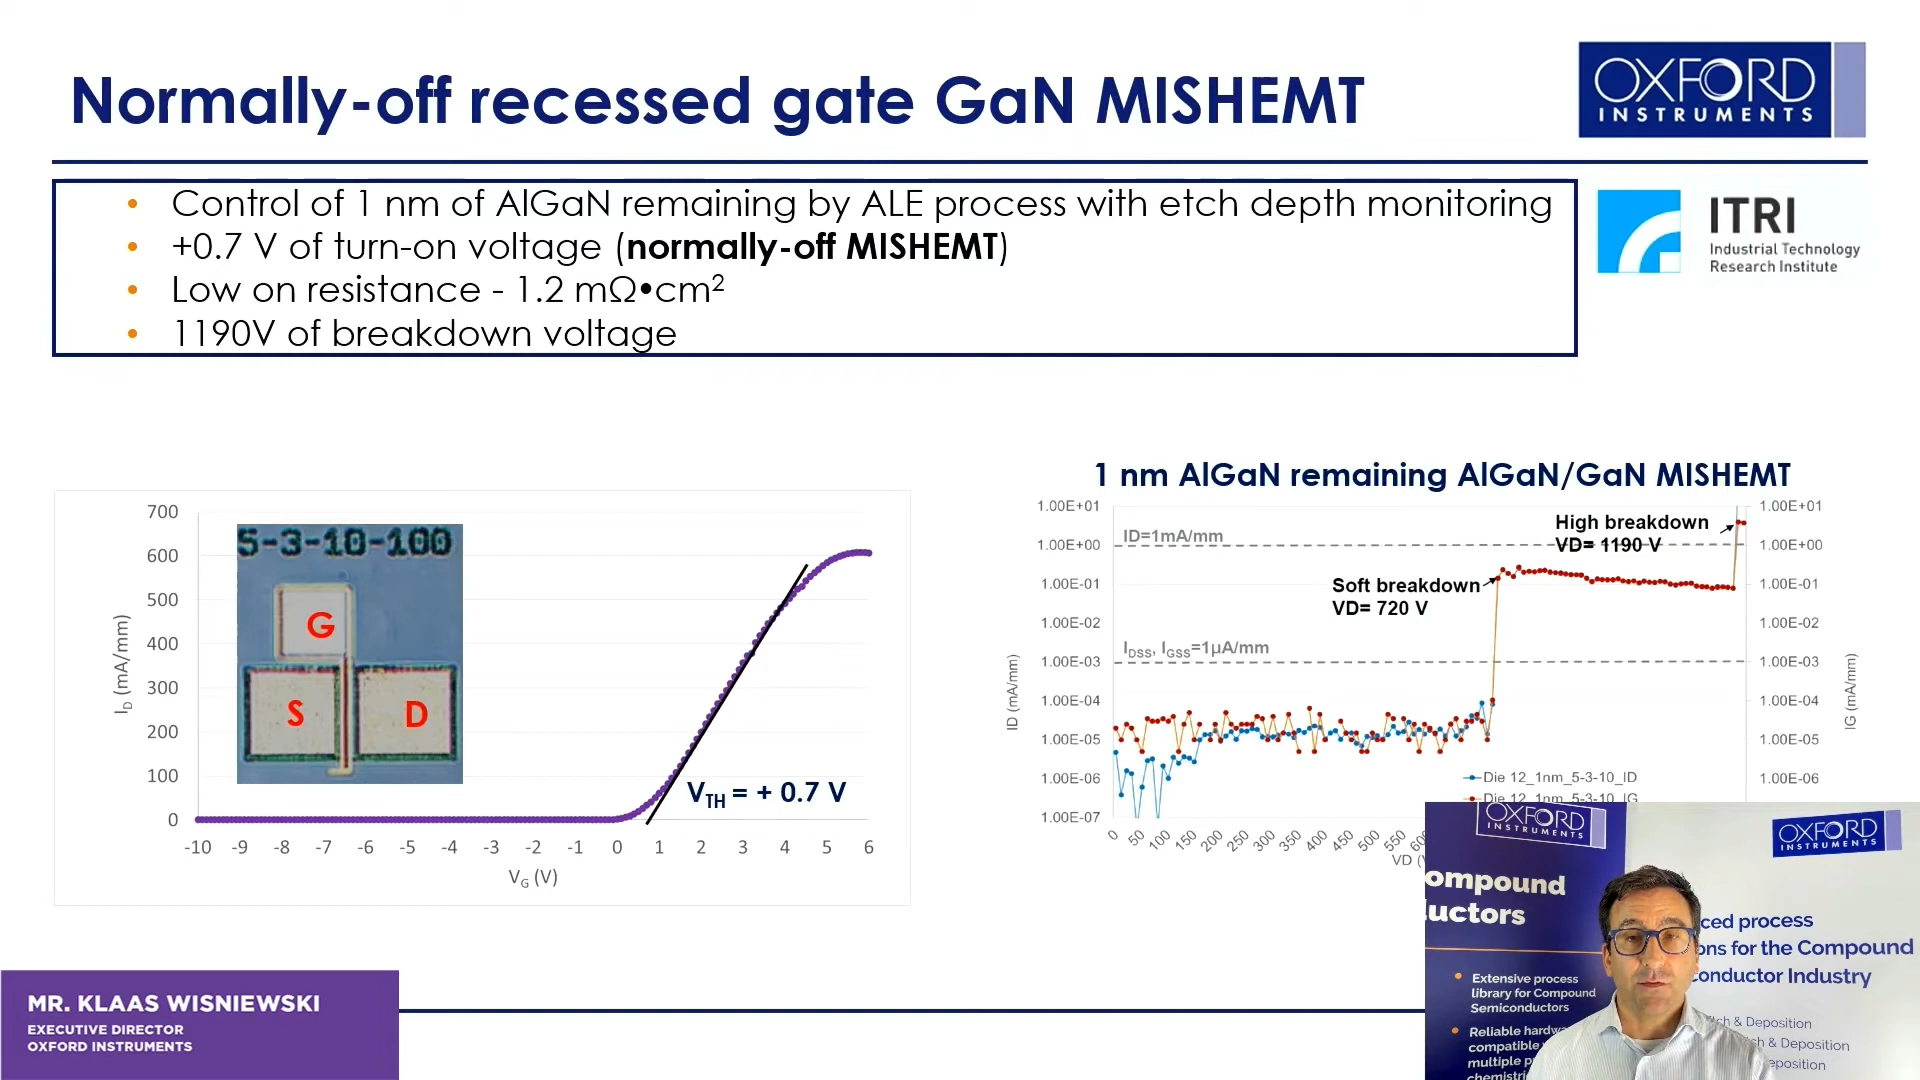 Normally-off recessed gate GaN MISHEMT
OXFORD
INSTRUMENTS
• Control of 1 nm of AlGaN remaining by ALE process with etch depth monitoring
• +0.7 V of turn-on voltage (normally-off MISHEMT)
• Low on resistance - 1.2 mΩ•cm²
• 1190V of breakdown voltage
ITRI
Industrial Technology
Research Institute
700
600
500
400
300
200
100
0
I_D (mA/mm)
5-3-10-100
G
S
D
V_TH = + 0.7 V
-10 -9 -8 -7 -6 -5 -4 -3 -2 -1 0 1 2 3 4 5 6
V_G (V)
1 nm AlGaN remaining AlGaN/GaN MISHEMT
1.00E+01
1.00E+00
1.00E-01
1.00E-02
1.00E-03
1.00E-04
1.00E-05
1.00E-06
1.00E-07
ID (mA/mm)
ID=1mA/mm
High breakdown
VD= 1190 V
Soft breakdown
VD= 720 V
I_DSS, I_GSS=1µA/mm
Die 12_1nm_5-3-10_ID
Die 12_1nm_5-3-10_IG
1.00E+01
1.00E+00
1.00E-01
1.00E-02
1.00E-03
1.00E-04
1.00E-05
1.00E-06
IG (mA/mm)
0 50 100 150 200 250 300 350 400 450 500 550
VD
OXFORD
INSTRUMENTS
OXFORD
INSTRUMENTS
ompound
uctors
ced process
ons for the Compound
onductor Industry
• Extensive process
library for Compound
Semiconductors
• Reliable hardw
compatible
multiple p
chemistri
tch & Deposition
ch & Deposition
eposition
MR. KLAAS WISNIEWSKI
EXECUTIVE DIRECTOR
OXFORD INSTRUMENTS